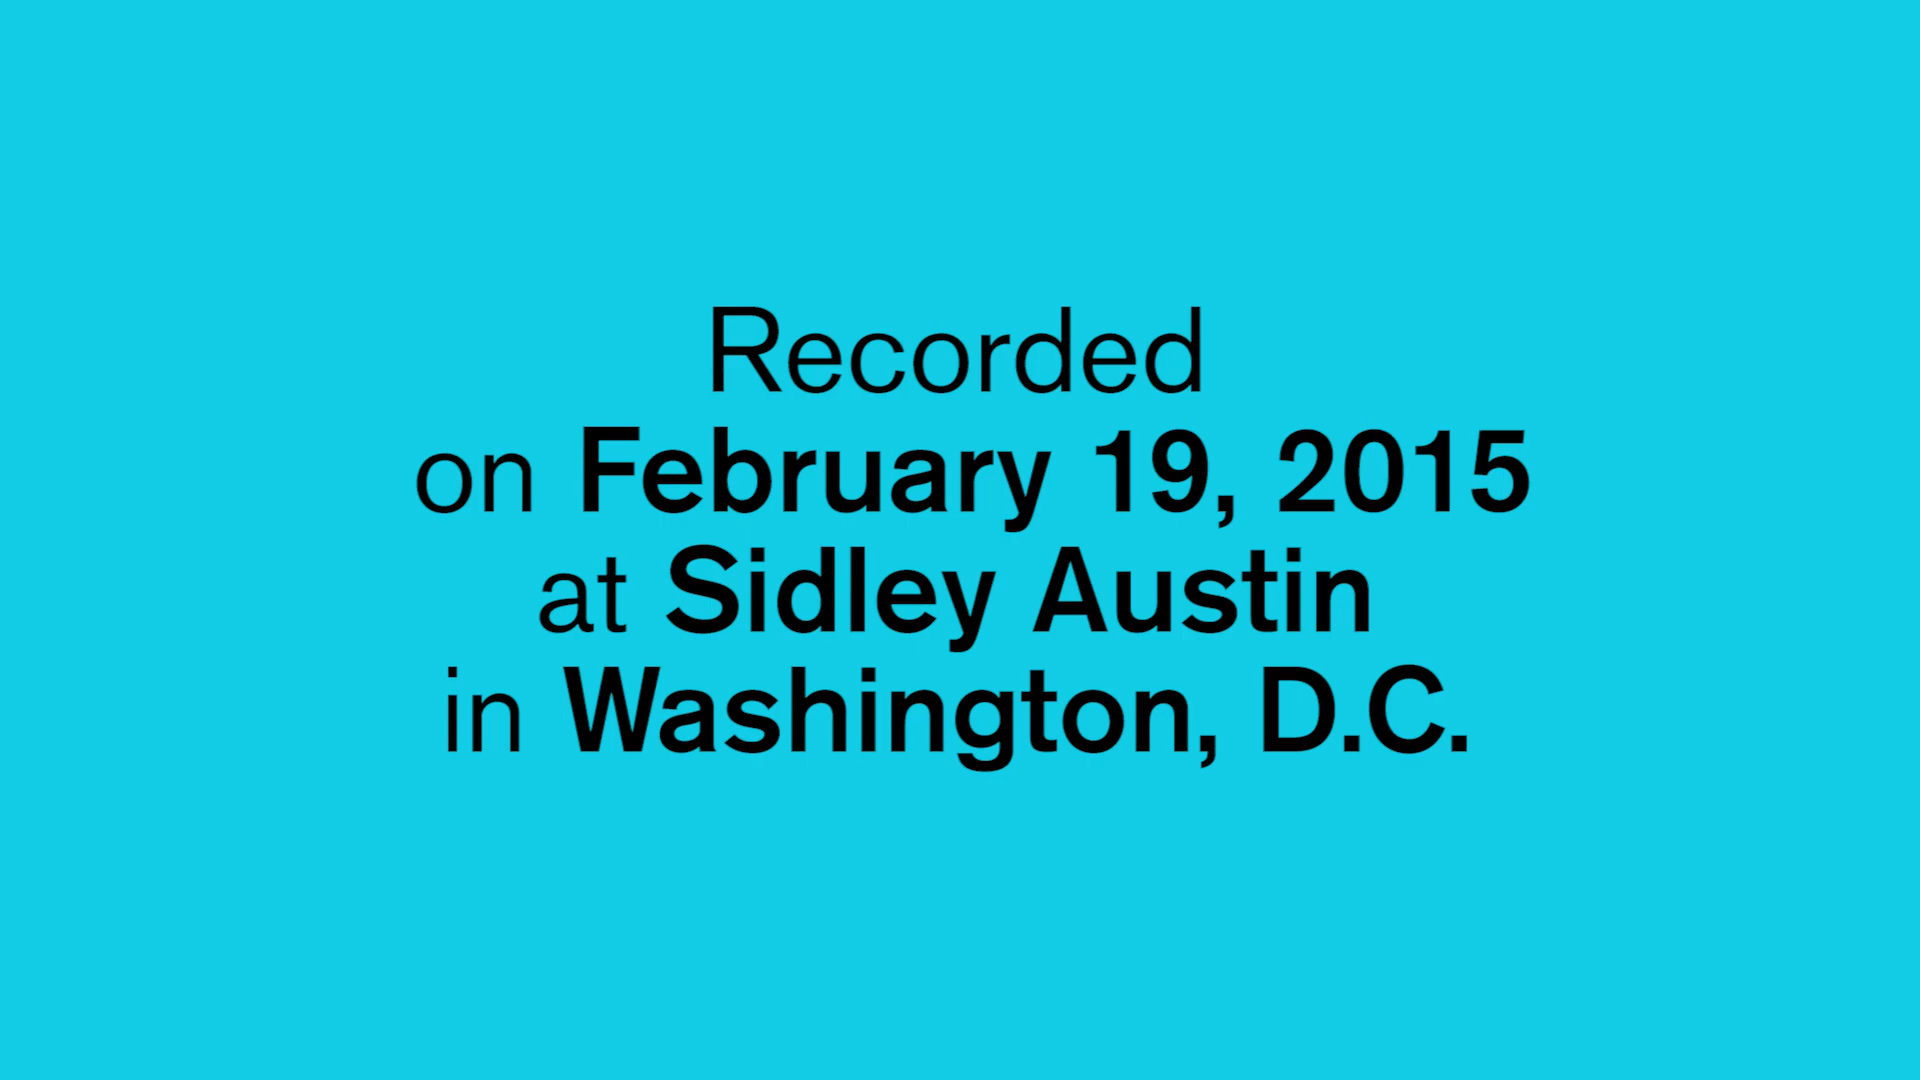 Recorded
on February 19, 2015
at Sidley Austin
in Washington, D.C.